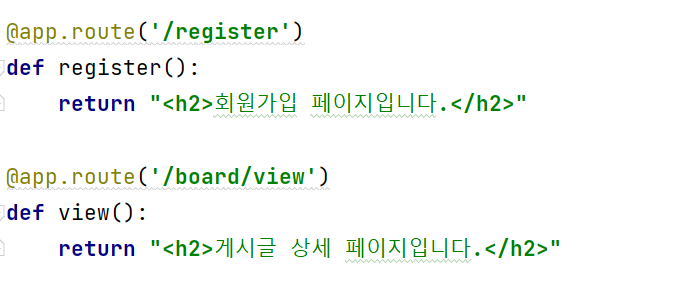 @app.route('/register')
def register():
    return "<h2>회원가입 페이지입니다.</h2>"
@app.route('/board/view')
def view():
    return "<h2>게시글 상세 페이지입니다.</h2>"